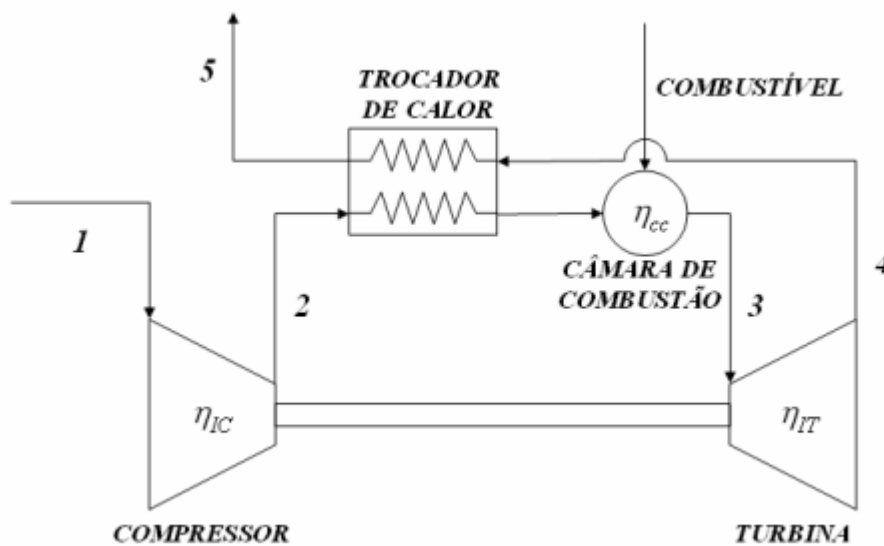 5
TROCADOR
DE CALOR
COMBUSTÍVEL
1
2
η_cc
CÂMARA DE
COMBUSTÃO
3
4
η_IC
η_IT
COMPRESSOR
TURBINA